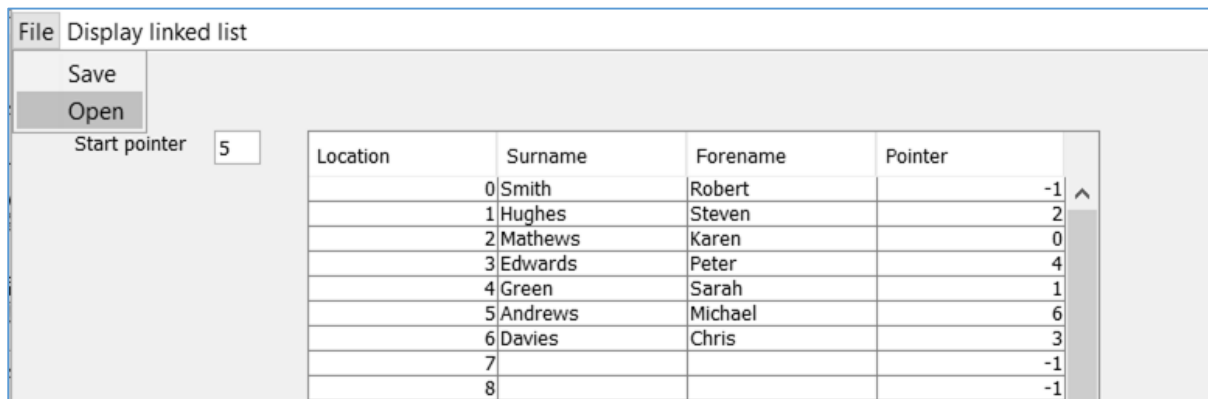 File Display linked list
Save
Open
Start pointer 5
Location Surname Forename Pointer
0 Smith Robert -1
1 Hughes Steven 2
2 Mathews Karen 0
3 Edwards Peter 4
4 Green Sarah 1
5 Andrews Michael 6
6 Davies Chris 3
7 -1
8 -1